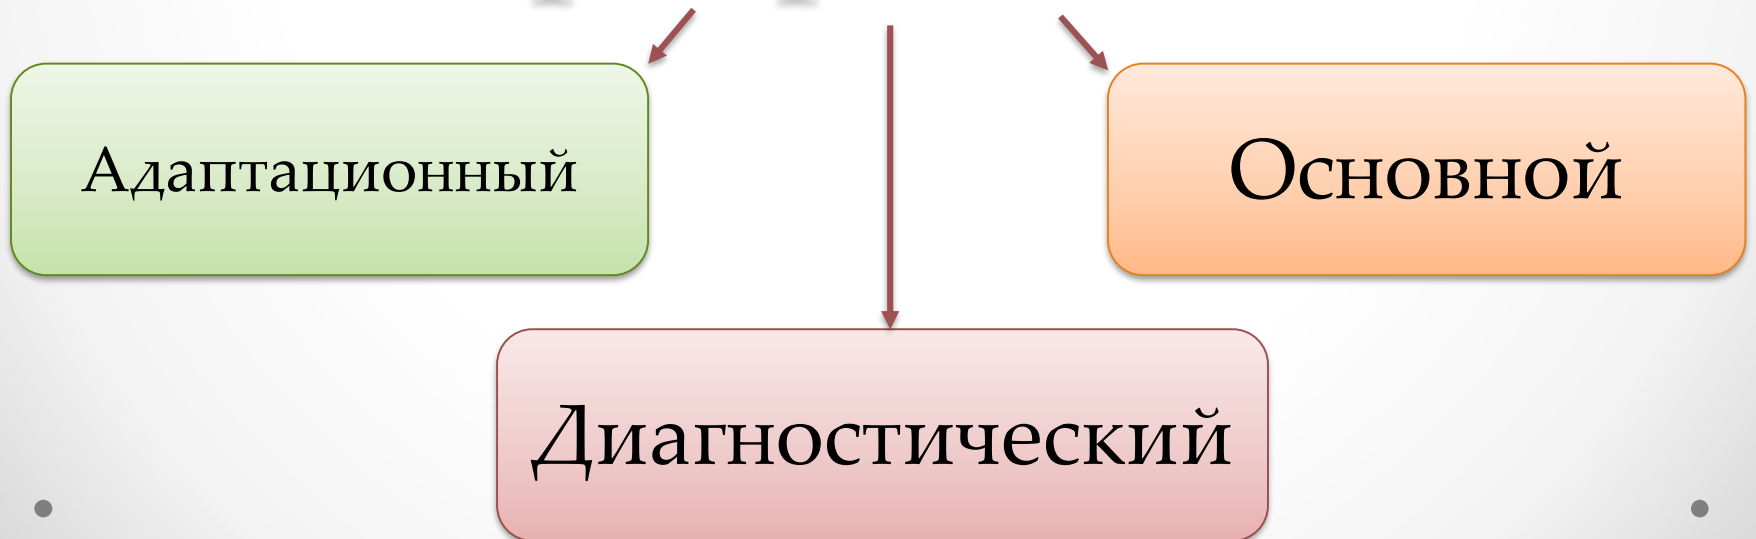 Адаптационный
Основной
Диагностический